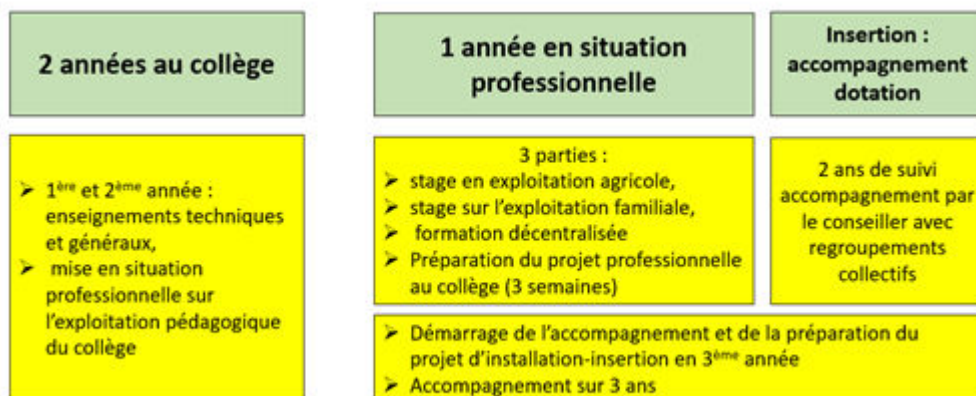 2 années au collège
1 année en situation
professionnelle
Insertion :
accompagnement
dotation
➤ 1ère et 2ème année :
enseignements techniques
et généraux,
➤ mise en situation
professionnelle sur
l’exploitation pédagogique
du collège
3 parties :
➤ stage en exploitation agricole,
➤ stage sur l’exploitation familiale,
➤ formation décentralisée
➤ Préparation du projet professionnelle
au collège (3 semaines)
2 ans de suivi
accompagnement par
le conseiller avec
regroupements
collectifs
➤ Démarrage de l’accompagnement et de la préparation du
projet d’installation-insertion en 3ème année
➤ Accompagnement sur 3 ans